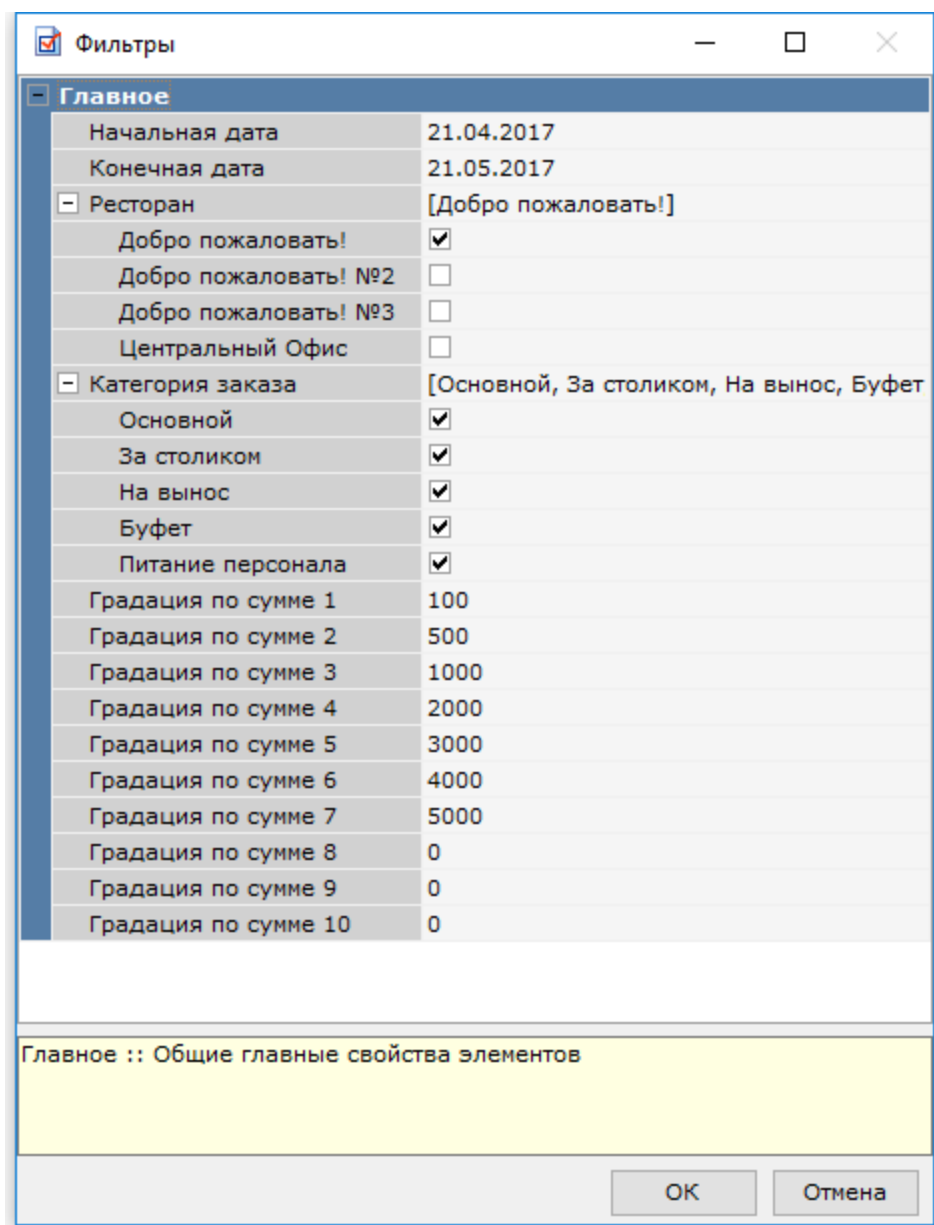 Фильтры
Главное
Начальная дата 21.04.2017
Конечная дата 21.05.2017
Ресторан [Добро пожаловать!]
Добро пожаловать!
Добро пожаловать! №2
Добро пожаловать! №3
Центральный Офис
Категория заказа [Основной, За столиком, На вынос, Буфет
Основной
За столиком
На вынос
Буфет
Питание персонала
Градация по сумме 1 100
Градация по сумме 2 500
Градация по сумме 3 1000
Градация по сумме 4 2000
Градация по сумме 5 3000
Градация по сумме 6 4000
Градация по сумме 7 5000
Градация по сумме 8 0
Градация по сумме 9 0
Градация по сумме 10 0
Главное :: Общие главные свойства элементов
ОК Отмена